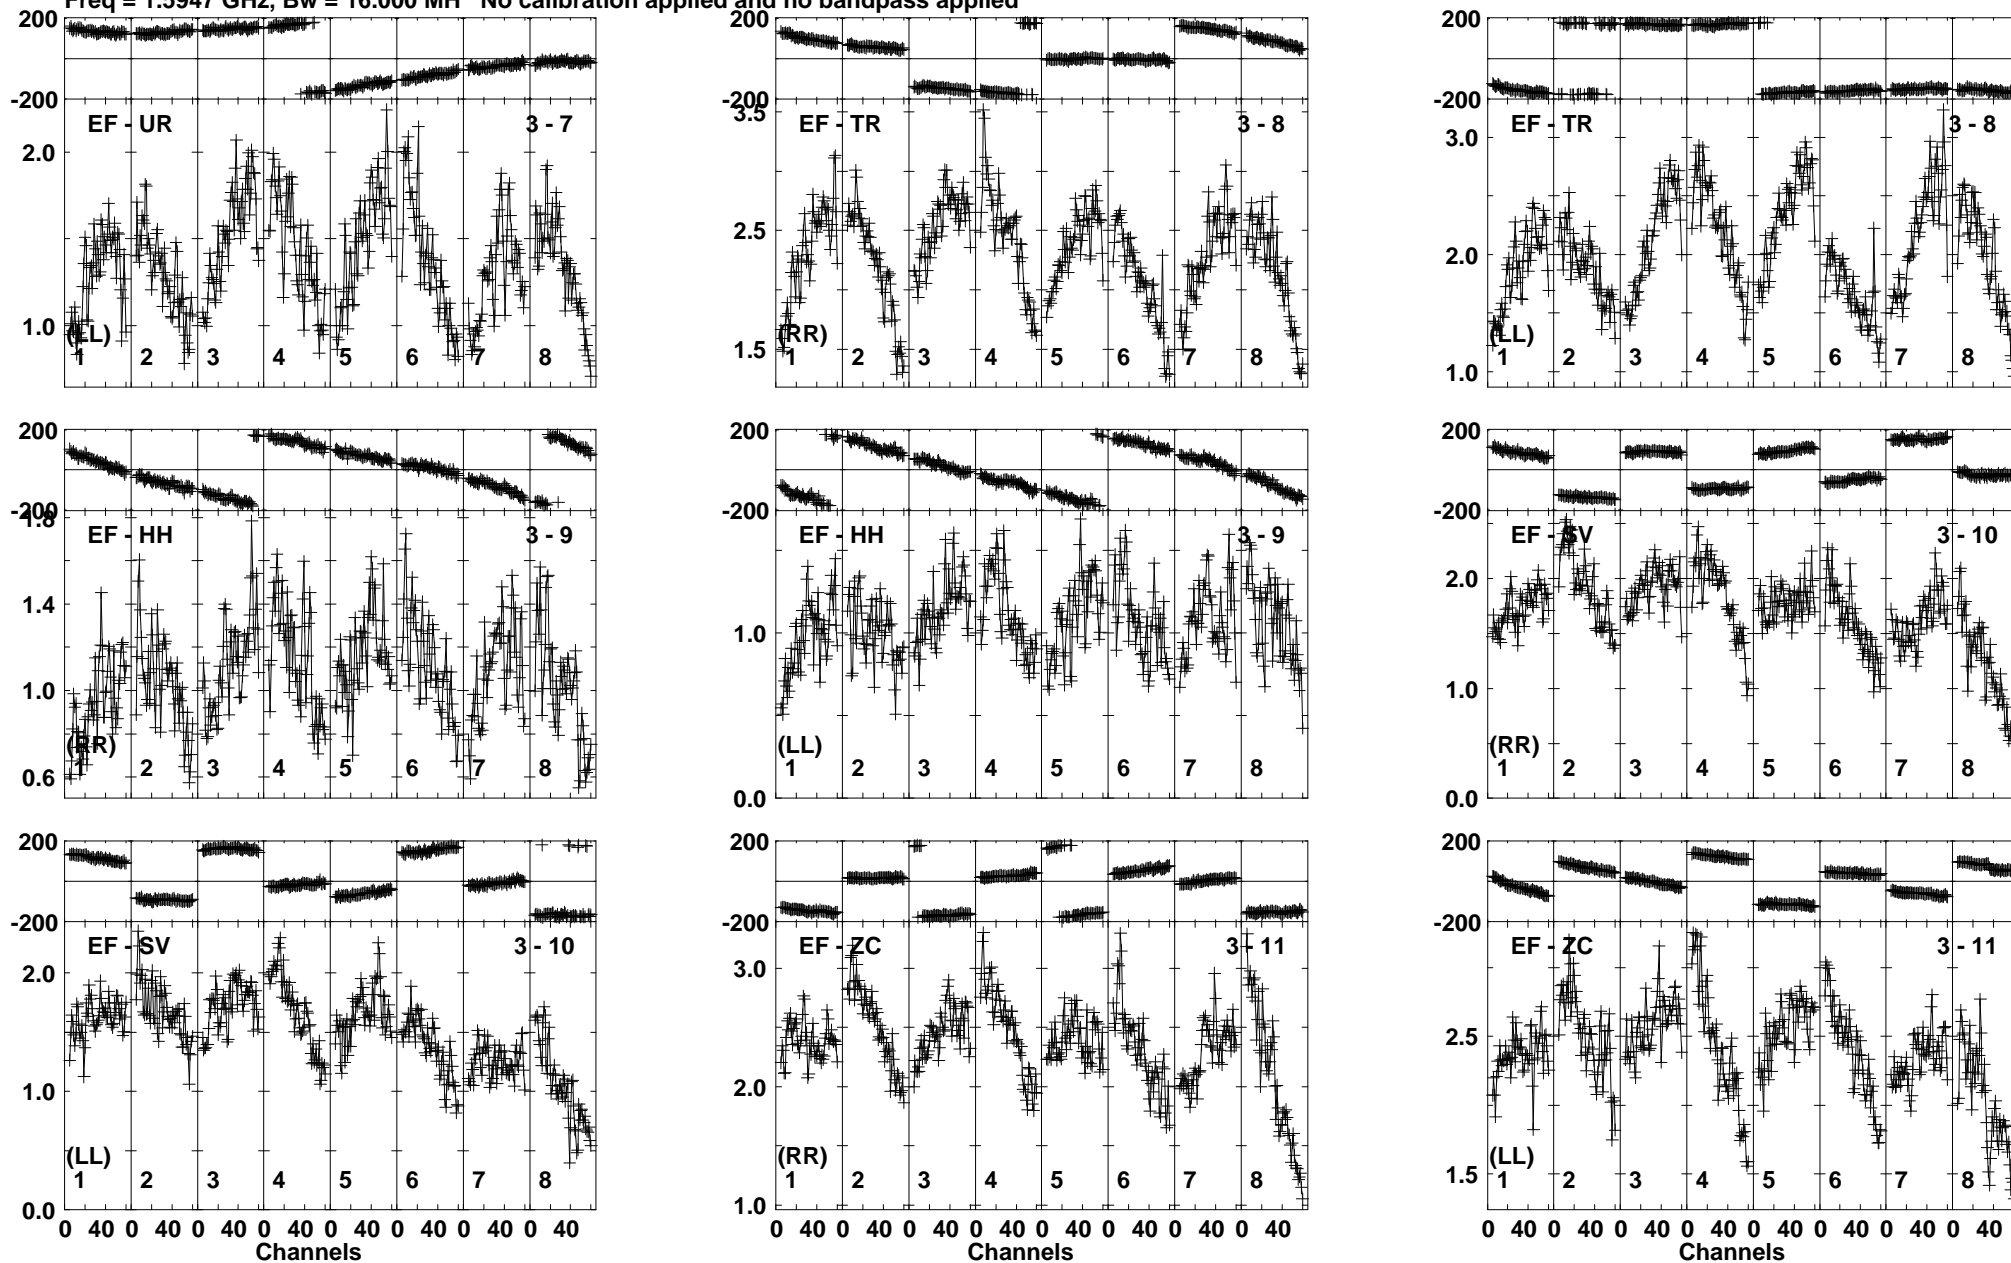 Freq = 1.5947 GHz, Bw = 16.000 MH No calibration applied and no bandpass applied
200
-200
EF - UR 3 - 7
2.0
1.0
(LL)
1 2 3 4 5 6 7 8
200
-200
3.5
EF - TR 3 - 8
2.5
1.5
(RR)
1 2 3 4 5 6 7 8
200
-200
3.0
EF - TR 3 - 8
2.0
1.0
(LL)
1 2 3 4 5 6 7 8
200
-200
1.8
EF - HH 3 - 9
1.4
1.0
0.6
(RR)
1 2 3 4 5 6 7 8
200
-200
EF - HH 3 - 9
1.0
0.0
(LL)
1 2 3 4 5 6 7 8
200
-200
EF - SV 3 - 10
2.0
1.0
0.0
(RR)
1 2 3 4 5 6 7 8
200
-200
EF - SV 3 - 10
2.0
1.0
0.0
(LL)
1 2 3 4 5 6 7 8
0 40 0 40 0 40 0 40 0 40 0 40 0 40 0 40
Channels
200
-200
EF - ZC 3 - 11
3.0
2.0
1.0
(RR)
1 2 3 4 5 6 7 8
0 40 0 40 0 40 0 40 0 40 0 40 0 40 0 40
Channels
200
-200
EF - ZC 3 - 11
2.5
1.5
(LL)
1 2 3 4 5 6 7 8
0 40 0 40 0 40 0 40 0 40 0 40 0 40 0 40
Channels